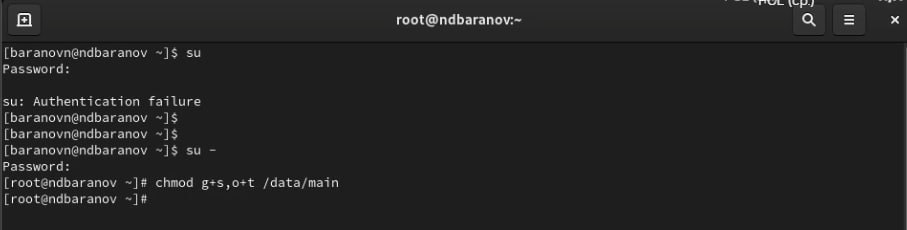 root@ndbaranov:~
[baranovn@ndbaranov ~]$ su
Password:
su: Authentication failure
[baranovn@ndbaranov ~]$
[baranovn@ndbaranov ~]$
[baranovn@ndbaranov ~]$ su -
Password:
[root@ndbaranov ~]# chmod g+s,o+t /data/main
[root@ndbaranov ~]#